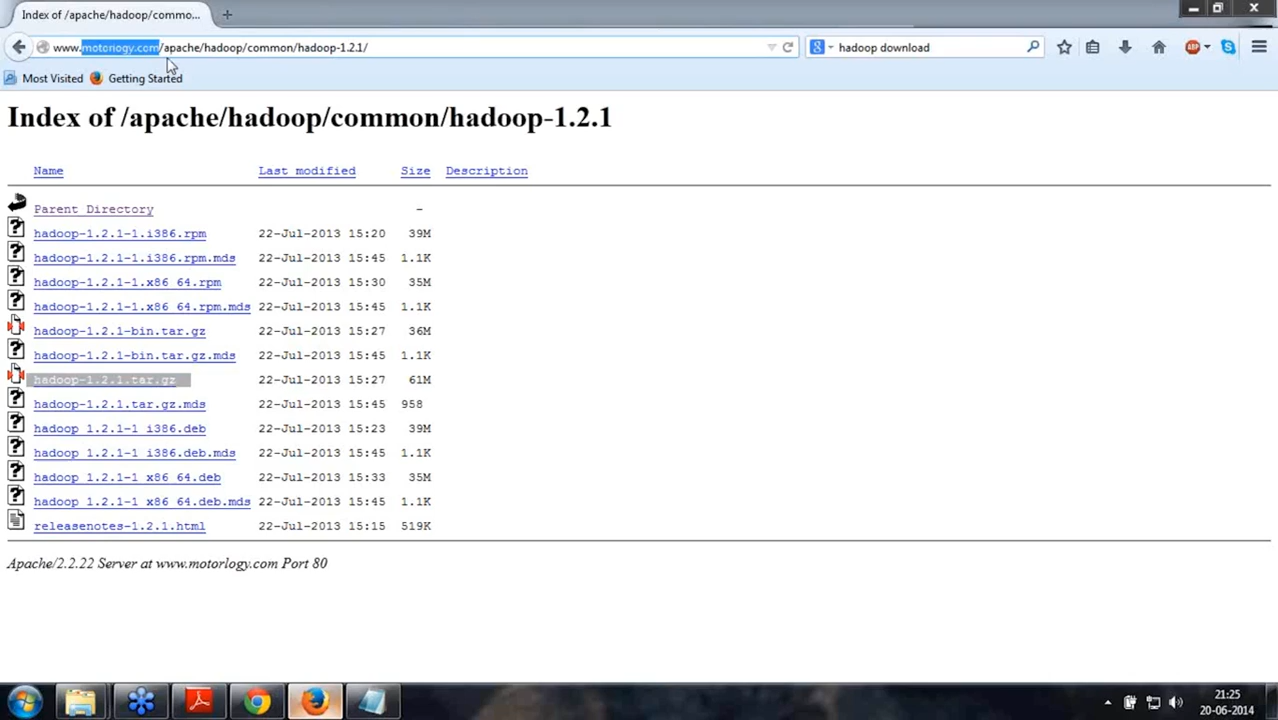 Index of /apache/hadoop/commo...
www.motorlogy.com/apache/hadoop/common/hadoop-1.2.1/
hadoop download
Most Visited Getting Started
Index of /apache/hadoop/common/hadoop-1.2.1
Name Last modified Size Description
Parent Directory -
hadoop-1.2.1-1.i386.rpm 22-Jul-2013 15:20 39M
hadoop-1.2.1-1.i386.rpm.mds 22-Jul-2013 15:45 1.1K
hadoop-1.2.1-1.x86_64.rpm 22-Jul-2013 15:30 35M
hadoop-1.2.1-1.x86_64.rpm.mds 22-Jul-2013 15:45 1.1K
hadoop-1.2.1-bin.tar.gz 22-Jul-2013 15:27 36M
hadoop-1.2.1-bin.tar.gz.mds 22-Jul-2013 15:45 1.1K
hadoop-1.2.1.tar.gz 22-Jul-2013 15:27 61M
hadoop-1.2.1.tar.gz.mds 22-Jul-2013 15:45 958
hadoop_1.2.1-1_i386.deb 22-Jul-2013 15:23 39M
hadoop_1.2.1-1_i386.deb.mds 22-Jul-2013 15:45 1.1K
hadoop_1.2.1-1_x86_64.deb 22-Jul-2013 15:33 35M
hadoop_1.2.1-1_x86_64.deb.mds 22-Jul-2013 15:45 1.1K
releasenotes-1.2.1.html 22-Jul-2013 15:15 519K
Apache/2.2.22 Server at www.motorlogy.com Port 80
21:25
20-06-2014